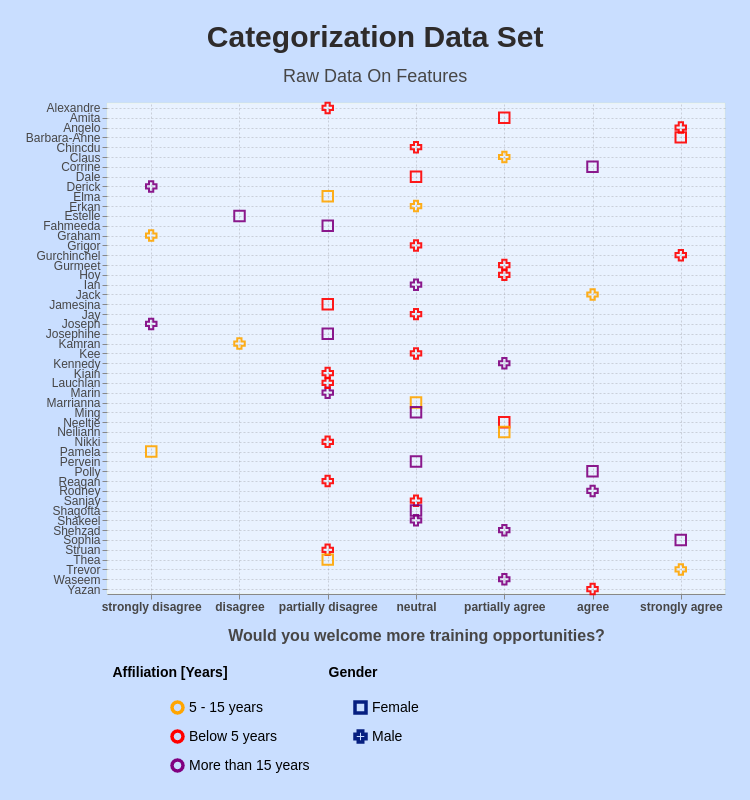 Categorization Data Set
Raw Data On Features
Alexandre
Amita
Angelo
Barbara-Anne
Chincdu
Claus
Corrine
Dale
Derick
Elma
Erkan
Estelle
Fahmeeda
Graham
Grigor
Gurchinchel
Gurmeet
Hoy
Ian
Jack
Jamesina
Jay
Joseph
Josephine
Kamran
Kee
Kennedy
Kiain
Lauchlan
Marin
Marrianna
Ming
Neeltje
Neiliann
Nikki
Pamela
Pervein
Polly
Reagan
Rodney
Sanjay
Shagofta
Shakeel
Shehzad
Sophia
Struan
Thea
Trevor
Waseem
Yazan
strongly disagree disagree partially disagree neutral partially agree agree strongly agree
Would you welcome more training opportunities?
Affiliation [Years] Gender
5 - 15 years Female
Below 5 years Male
More than 15 years